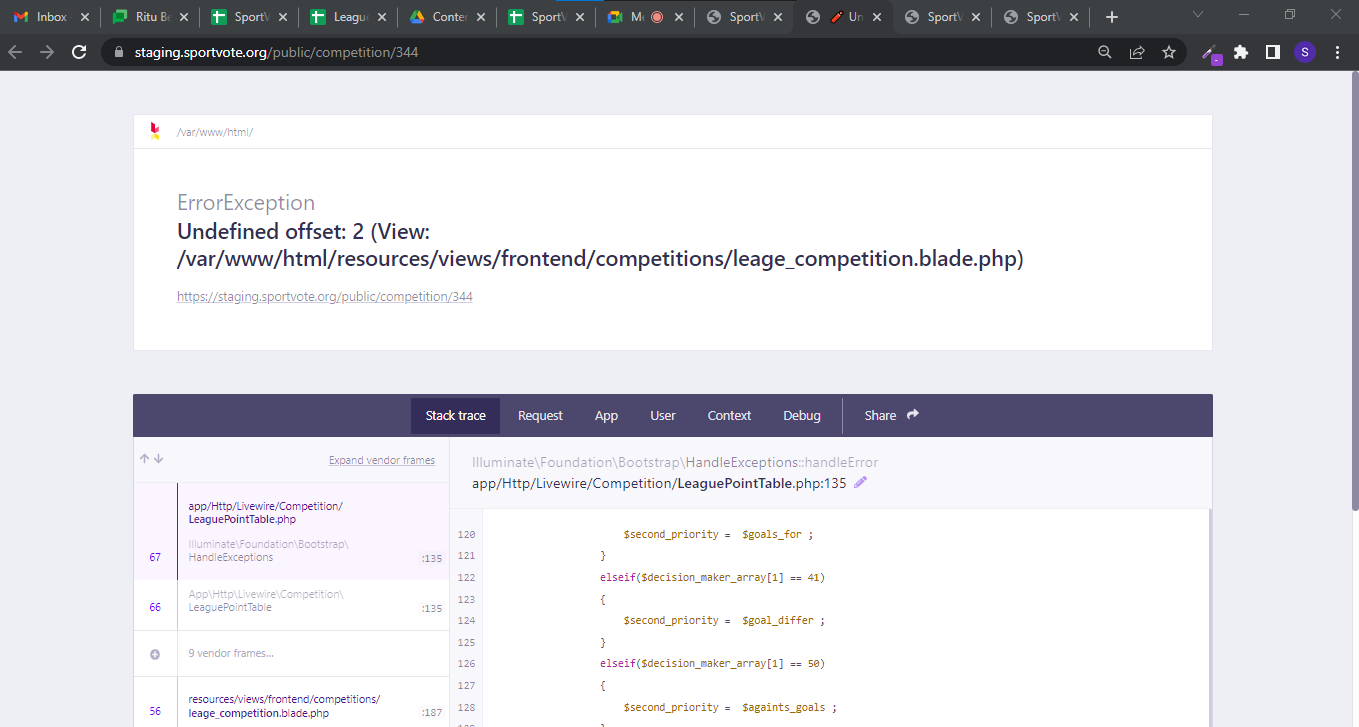 Inbox
Ritu Be
SportV
League
Conter
SportV
Me
SportV
Un
SportV
SportV
staging.sportvote.org/public/competition/344
S
/var/www/html/
ErrorException
Undefined offset: 2 (View:
/var/www/html/resources/views/frontend/competitions/leage_competition.blade.php)
https://staging.sportvote.org/public/competition/344
Stack trace
Request
App
User
Context
Debug
Share
Expand vendor frames
app/Http/Livewire/Competition/
LeaguePointTable.php
Illuminate\Foundation\Bootstrap\
67 HandleExceptions :135
App\Http\Livewire\Competition\
66 LeaguePointTable :135
9 vendor frames...
resources/views/frontend/competitions/
56 leage_competition.blade.php :187
Illuminate\Foundation\Bootstrap\HandleExceptions::handleError
app/Http/Livewire/Competition/LeaguePointTable.php:135
120 $second_priority = $goals_for ;
121 }
122 elseif($decision_maker_array[1] == 41)
123 {
124 $second_priority = $goal_differ ;
125 }
126 elseif($decision_maker_array[1] == 50)
127 {
128 $second_priority = $againts_goals ;